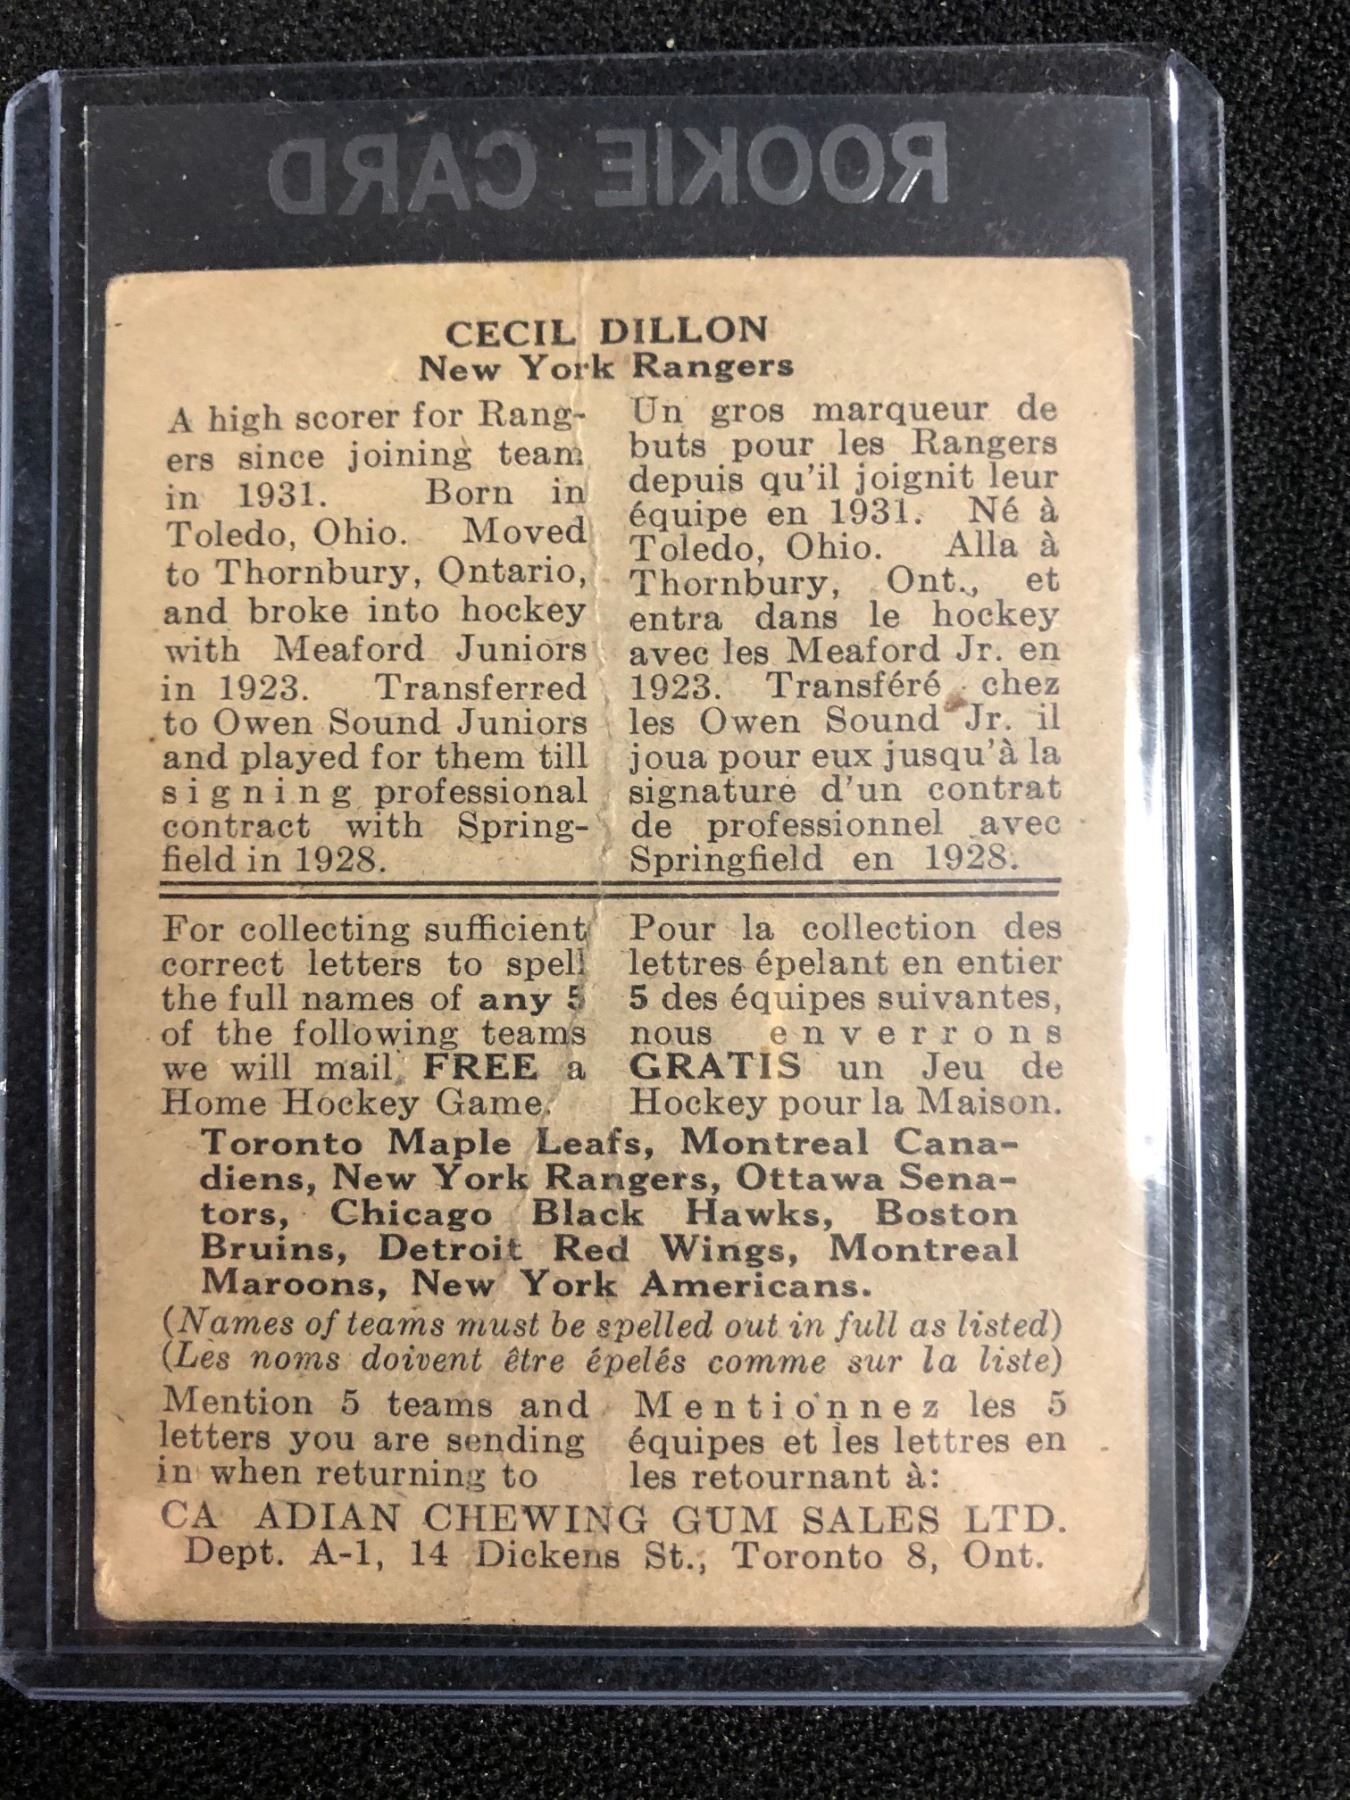 ROOKIE CARD
CECIL DILLON
New York Rangers
A high scorer for Rang-
ers since joining team
in 1931. Born in
Toledo, Ohio. Moved
to Thornbury, Ontario,
and broke into hockey
with Meaford Juniors
in 1923. Transferred
to Owen Sound Juniors
and played for them till
signing professional
contract with Spring-
field in 1928.
Un gros marqueur de
buts pour les Rangers
depuis qu'il joignit leur
équipe en 1931. Né à
Toledo, Ohio. Alla à
Thornbury, Ont., et
entra dans le hockey
avec les Meaford Jr. en
1923. Transféré chez
les Owen Sound Jr. il
joua pour eux jusqu'à la
signature d'un contrat
de professionnel avec
Springfield en 1928.
For collecting sufficient
correct letters to spell
the full names of any 5
of the following teams
we will mail FREE a
Home Hockey Game.
Pour la collection des
lettres épelant en entier
5 des équipes suivantes,
nous enverrons
GRATIS un Jeu de
Hockey pour la Maison.
Toronto Maple Leafs, Montreal Cana-
diens, New York Rangers, Ottawa Sena-
tors, Chicago Black Hawks, Boston
Bruins, Detroit Red Wings, Montreal
Maroons, New York Americans.
(Names of teams must be spelled out in full as listed)
(Les noms doivent être épelés comme sur la liste)
Mention 5 teams and
letters you are sending
in when returning to
Mentionnez les 5
équipes et les lettres en
les retournant à:
CA ADIAN CHEWING GUM SALES LTD.
Dept. A-1, 14 Dickens St., Toronto 8, Ont.